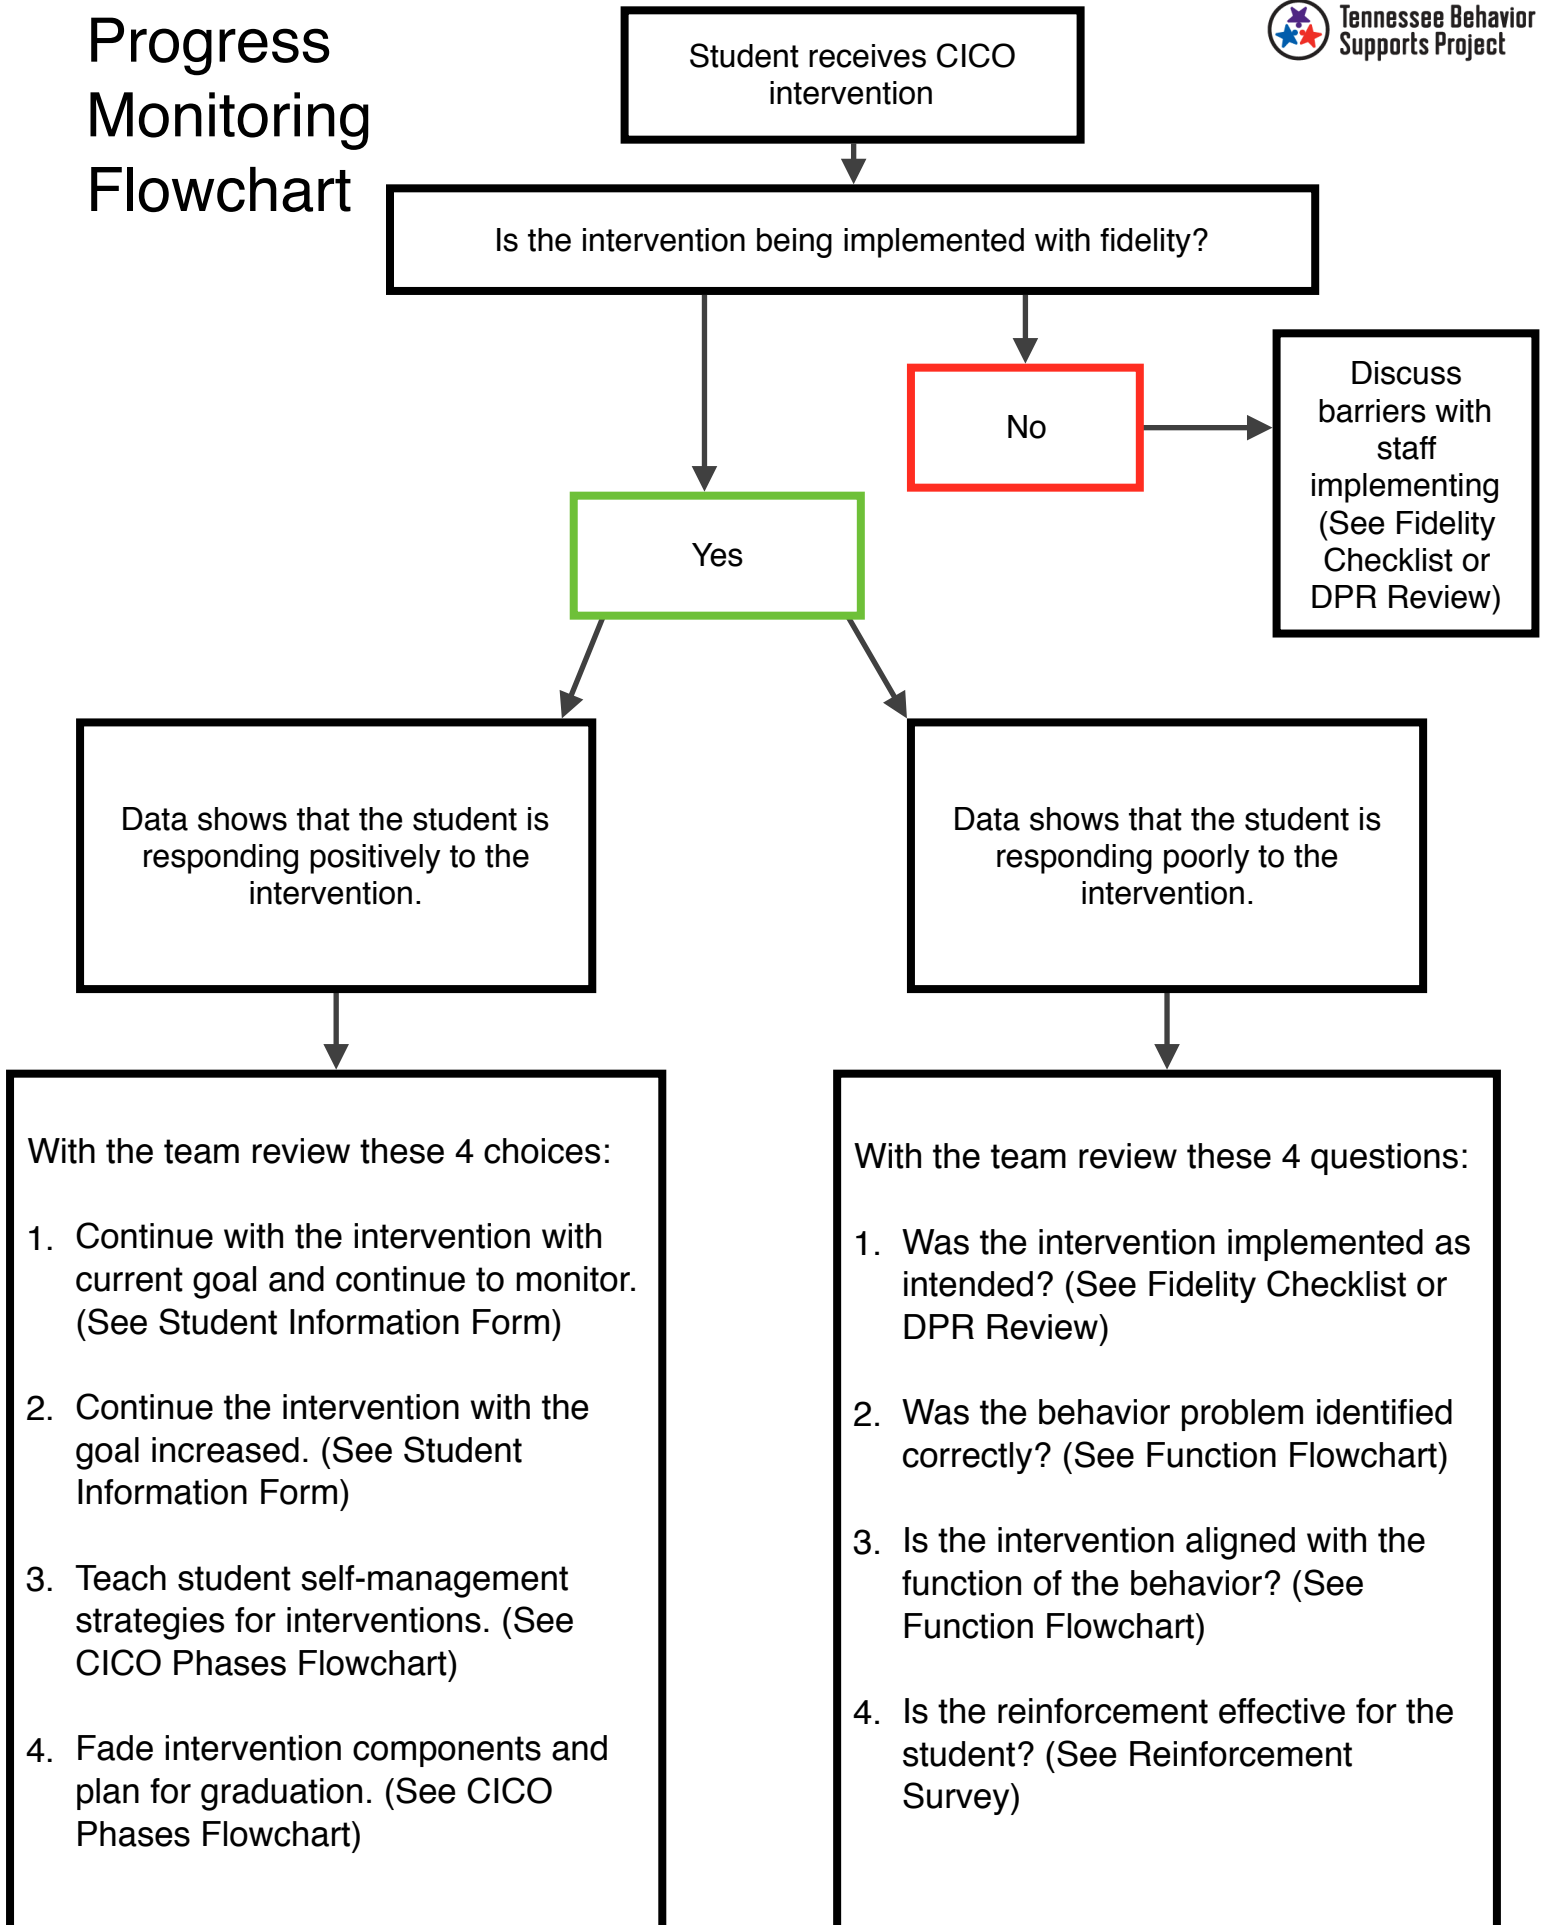 Progress
Monitoring
Flowchart
Tennessee Behavior
Supports Project
Student receives CICO
intervention
Is the intervention being implemented with fidelity?
No
Discuss
barriers with
staff
implementing
(See Fidelity
Checklist or
DPR Review)
Yes
Data shows that the student is
responding positively to the
intervention.
Data shows that the student is
responding poorly to the
intervention.
With the team review these 4 choices:
1. Continue with the intervention with
current goal and continue to monitor.
(See Student Information Form)
2. Continue the intervention with the
goal increased. (See Student
Information Form)
3. Teach student self-management
strategies for interventions. (See
CICO Phases Flowchart)
4. Fade intervention components and
plan for graduation. (See CICO
Phases Flowchart)
With the team review these 4 questions:
1. Was the intervention implemented as
intended? (See Fidelity Checklist or
DPR Review)
2. Was the behavior problem identified
correctly? (See Function Flowchart)
3. Is the intervention aligned with the
function of the behavior? (See
Function Flowchart)
4. Is the reinforcement effective for the
student? (See Reinforcement
Survey)